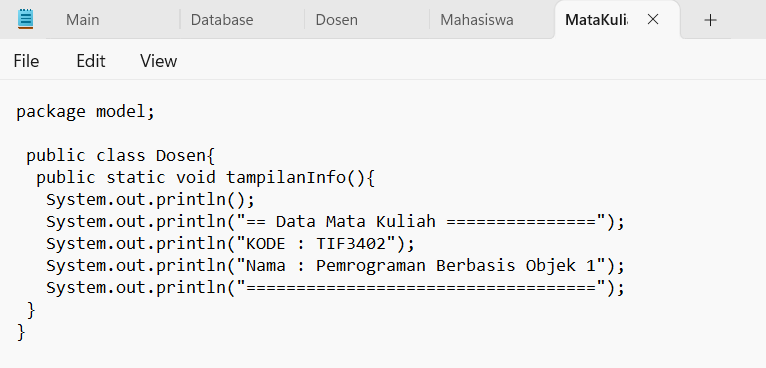 Main Database Dosen Mahasiswa MataKuli
File Edit View
package model;
public class Dosen{
public static void tampilanInfo(){
System.out.println();
System.out.println("== Data Mata Kuliah ===============");
System.out.println("KODE : TIF3402");
System.out.println("Nama : Pemrograman Berbasis Objek 1");
System.out.println("===================================");
}
}